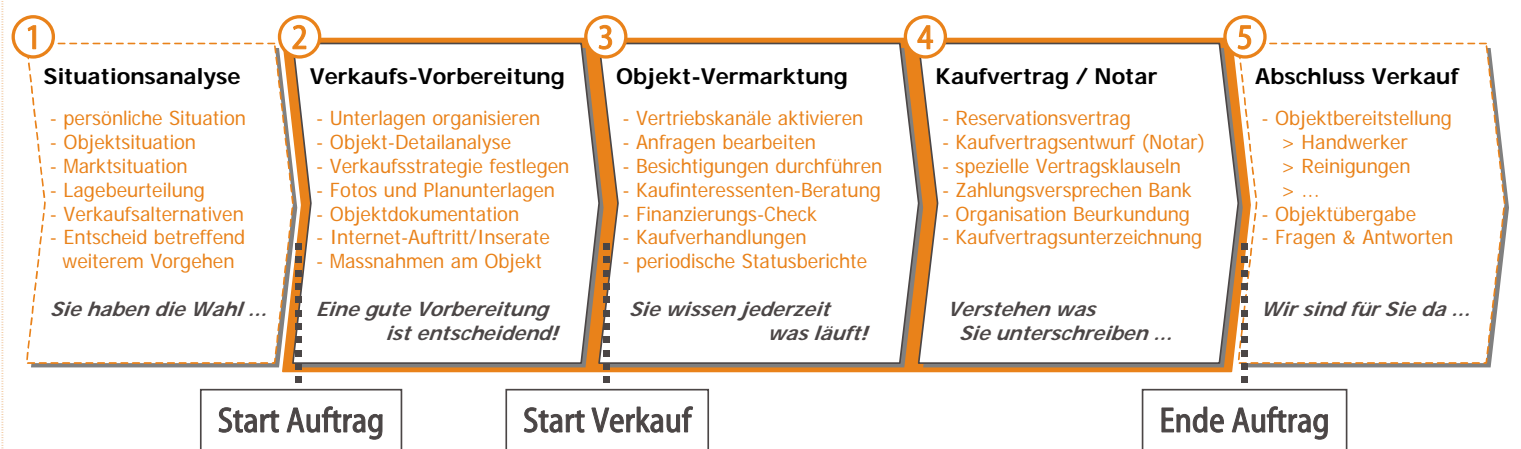 1
Situationsanalyse
- persönliche Situation
- Objektsituation
- Marktsituation
- Lagebeurteilung
- Verkaufsalternativen
- Entscheid betreffend
weiterem Vorgehen
Sie haben die Wahl ...
2
Verkaufs-Vorbereitung
- Unterlagen organisieren
- Objekt-Detailanalyse
- Verkaufsstrategie festlegen
- Fotos und Planunterlagen
- Objektdokumentation
- Internet-Auftritt/Inserate
- Massnahmen am Objekt
Eine gute Vorbereitung
ist entscheidend!
3
Objekt-Vermarktung
- Vertriebskanäle aktivieren
- Anfragen bearbeiten
- Besichtigungen durchführen
- Kaufinteressenten-Beratung
- Finanzierungs-Check
- Kaufverhandlungen
- periodische Statusberichte
Sie wissen jederzeit
was läuft!
4
Kaufvertrag / Notar
- Reservationsvertrag
- Kaufvertragsentwurf (Notar)
- spezielle Vertragsklauseln
- Zahlungsversprechen Bank
- Organisation Beurkundung
- Kaufvertragsunterzeichnung
Verstehen was
Sie unterschreiben ...
5
Abschluss Verkauf
- Objektbereitstellung
> Handwerker
> Reinigungen
> ...
- Objektübergabe
- Fragen & Antworten
Wir sind für Sie da ...
Start Auftrag
Start Verkauf
Ende Auftrag